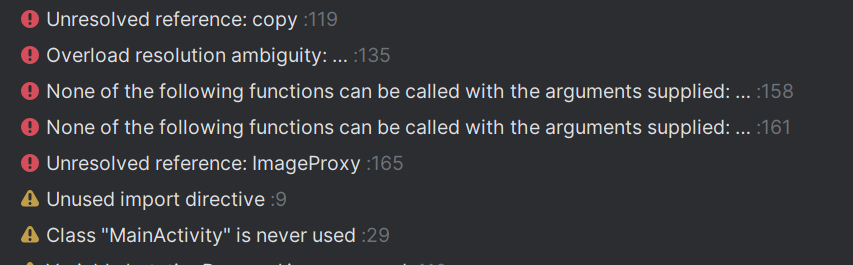 Unresolved reference: copy :119
Overload resolution ambiguity: ... :135
None of the following functions can be called with the arguments supplied: ... :158
None of the following functions can be called with the arguments supplied: ... :161
Unresolved reference: ImageProxy :165
Unused import directive :9
Class "MainActivity" is never used :29